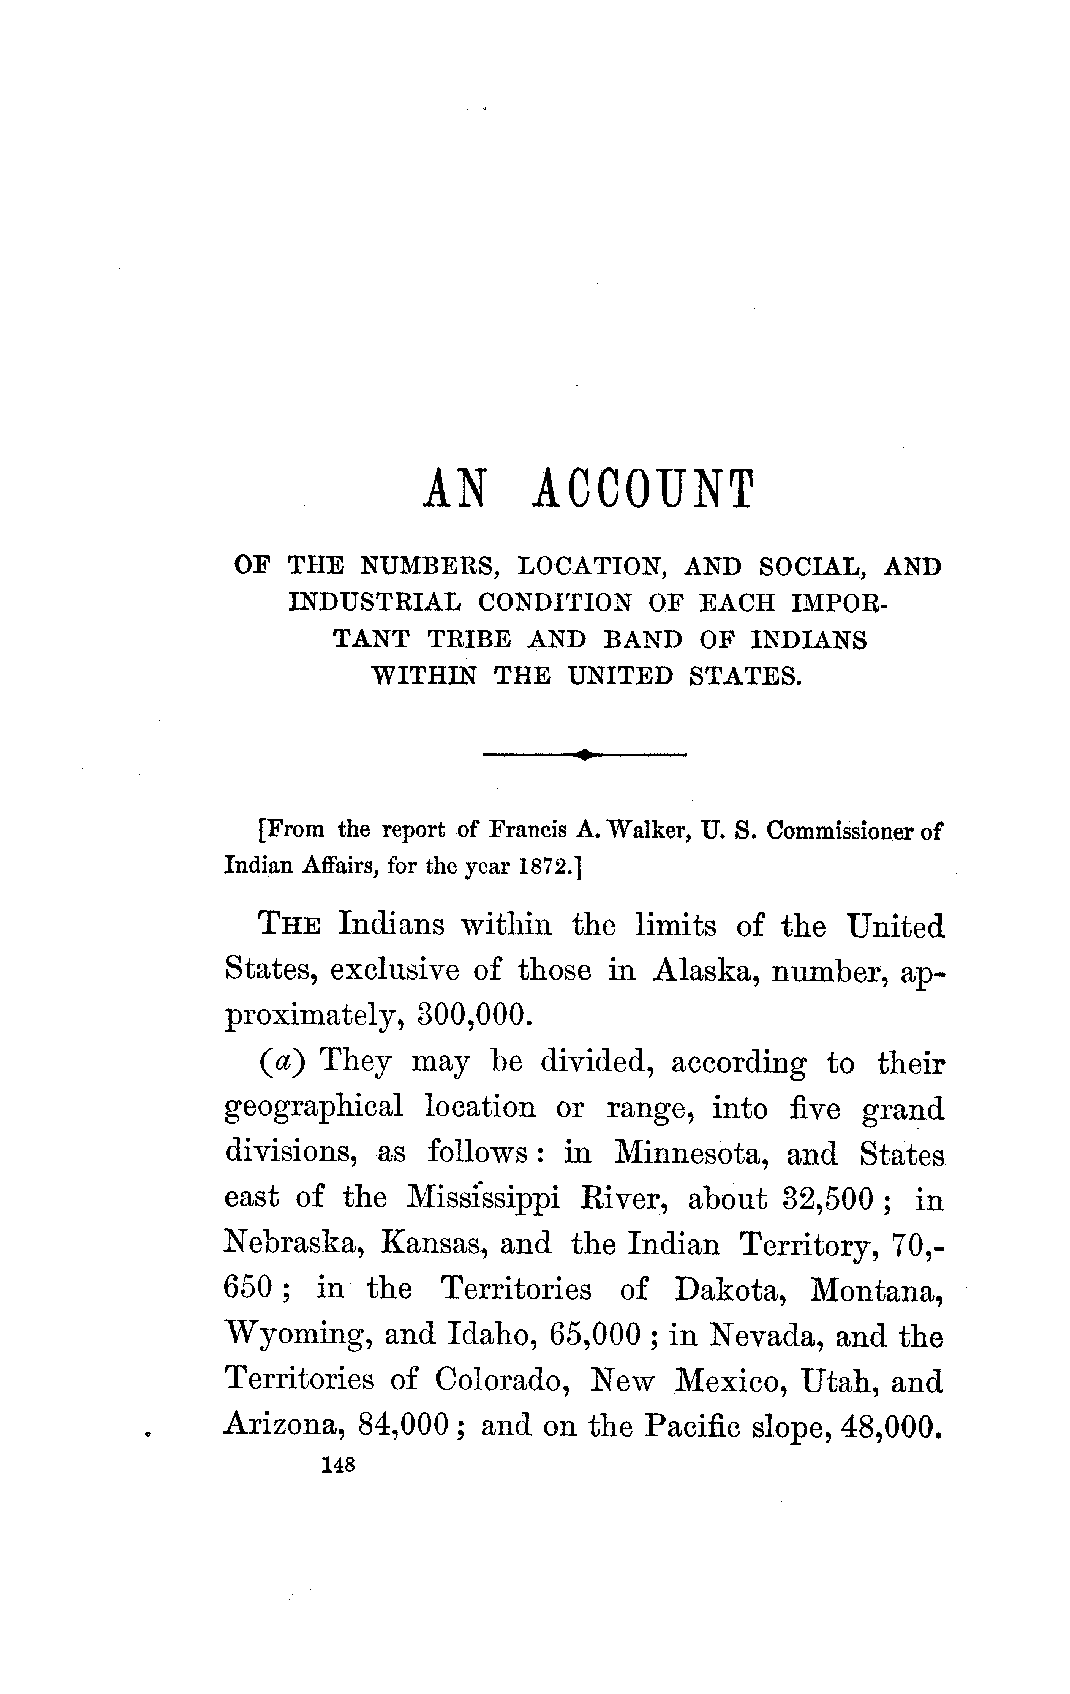 AN ACCOUNT
OF THE NUMBERS, LOCATION, AND SOCIAL, AND
INDUSTRIAL CONDITION OF EACH IMPOR-
TANT TRIBE AND BAND OF INDIANS
WITHIN THE UNITED STATES.
[From the report of Francis A. Walker, U. S. Commissioner of
Indian Affairs, for the year 1872.]
THE Indians within the limits of the United
States, exclusive of those in Alaska, number, ap-
proximately, 300,000.
(a) They may be divided, according to their
geographical location or range, into five grand
divisions, as follows : in Minnesota, and States
east of the Mississippi River, about 32,500 ; in
Nebraska, Kansas, and the Indian Territory, 70,-
650 ; in the Territories of Dakota, Montana,
Wyoming, and Idaho, 65,000 ; in Nevada, and the
Territories of Colorado, New Mexico, Utah, and
Arizona, 84,000 ; and on the Pacific slope, 48,000.
148